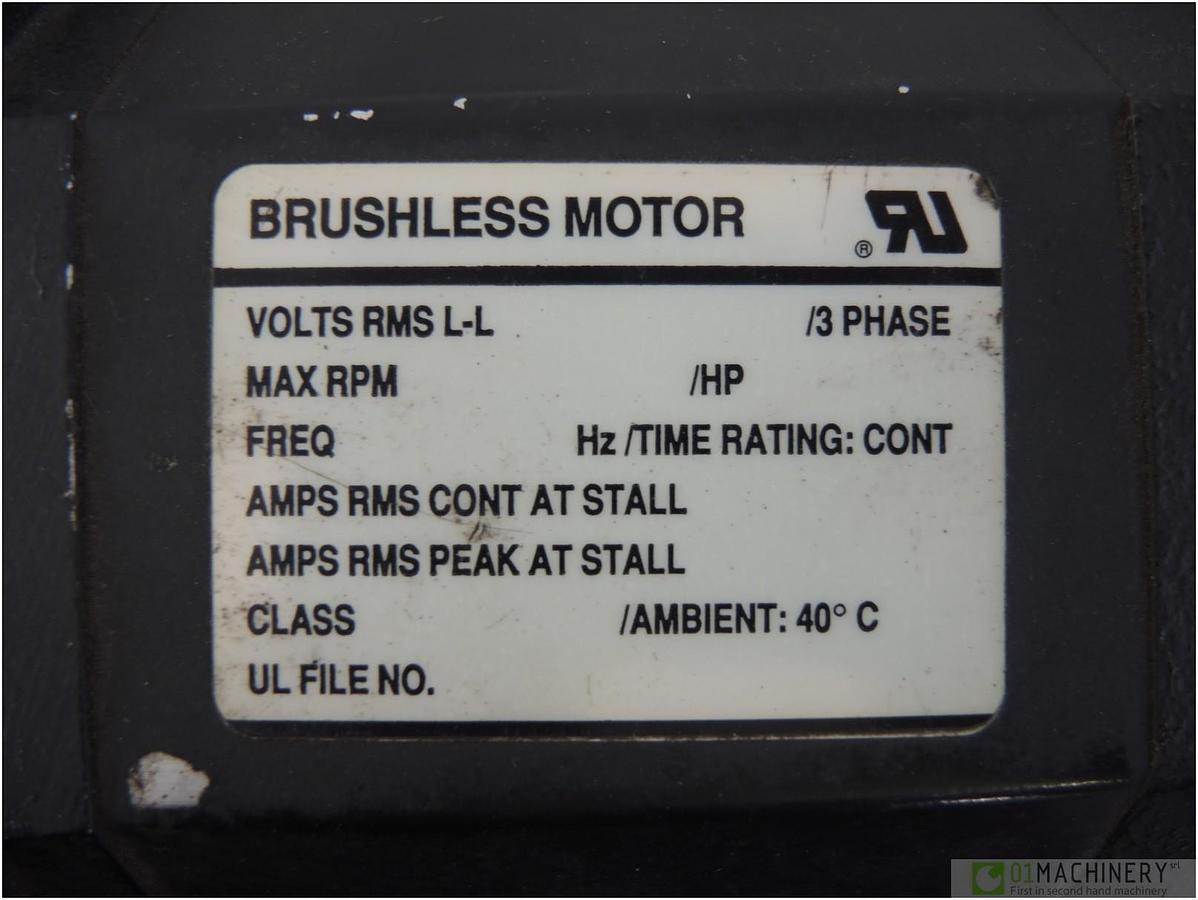 BRUSHLESS MOTOR ®
VOLTS RMS L-L /3 PHASE
MAX RPM /HP
FREQ Hz /TIME RATING: CONT
AMPS RMS CONT AT STALL
AMPS RMS PEAK AT STALL
CLASS /AMBIENT: 40° C
UL FILE NO.
01MACHINERY srl
First in second hand machinery